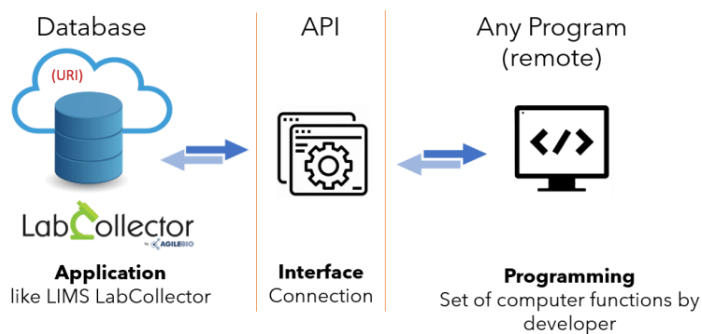 Database
(URI)
LabCollector
by AGILEBIO
Application
like LIMS LabCollector
API
Interface
Connection
Any Program
(remote)
</>
Programming
Set of computer functions by
developer